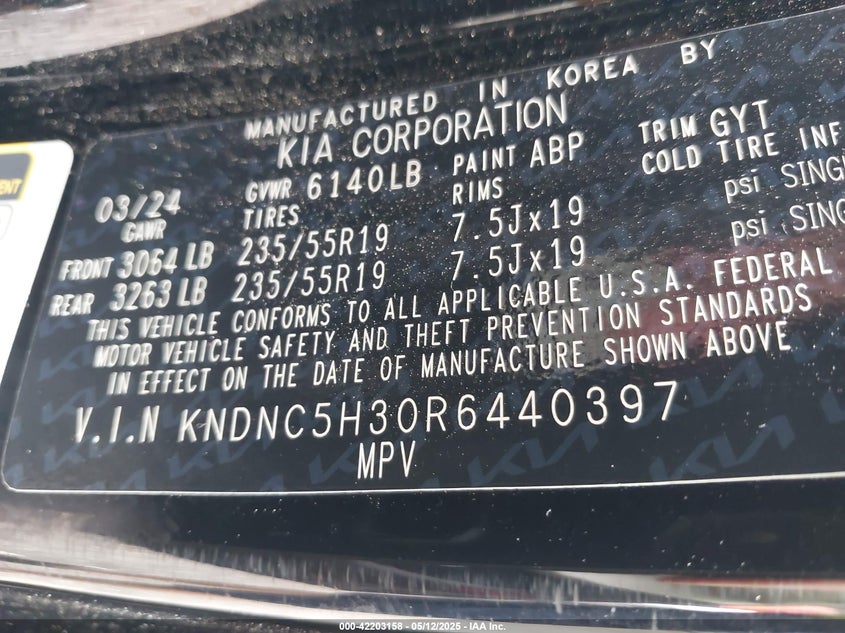 MANUFACTURED IN KOREA BY
KIA CORPORATION
03/24 GVWR 6140LB PAINT ABP TRIM GYT
GAWR TIRES RIMS COLD TIRE INF
FRONT 3064 LB 235/55R19 7.5Jx19 psi SINGL
REAR 3263 LB 235/55R19 7.5Jx19 psi SING
THIS VEHICLE CONFORMS TO ALL APPLICABLE U.S.A. FEDERAL
MOTOR VEHICLE SAFETY AND THEFT PREVENTION STANDARDS
IN EFFECT ON THE DATE OF MANUFACTURE SHOWN ABOVE
V.I.N KNDNC5H30R6440397
MPV
000-42203158 - 05/12/2025 - IAA Inc.